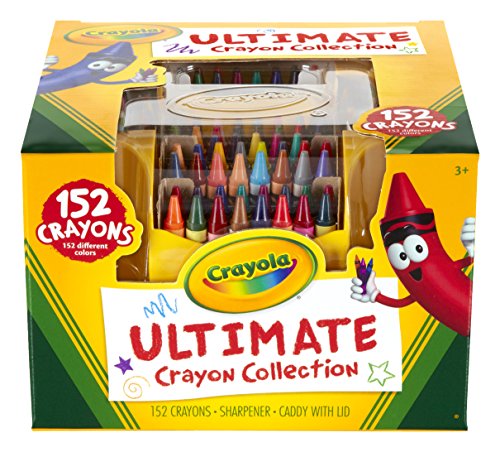 Crayola
ULTIMATE
Crayon Collection
152
CRAYONS
152 different
colors
Crayola
152
CRAYONS
152 different
colors
3+
Crayola
ULTIMATE
Crayon Collection
152 CRAYONS • SHARPENER • CADDY WITH LID